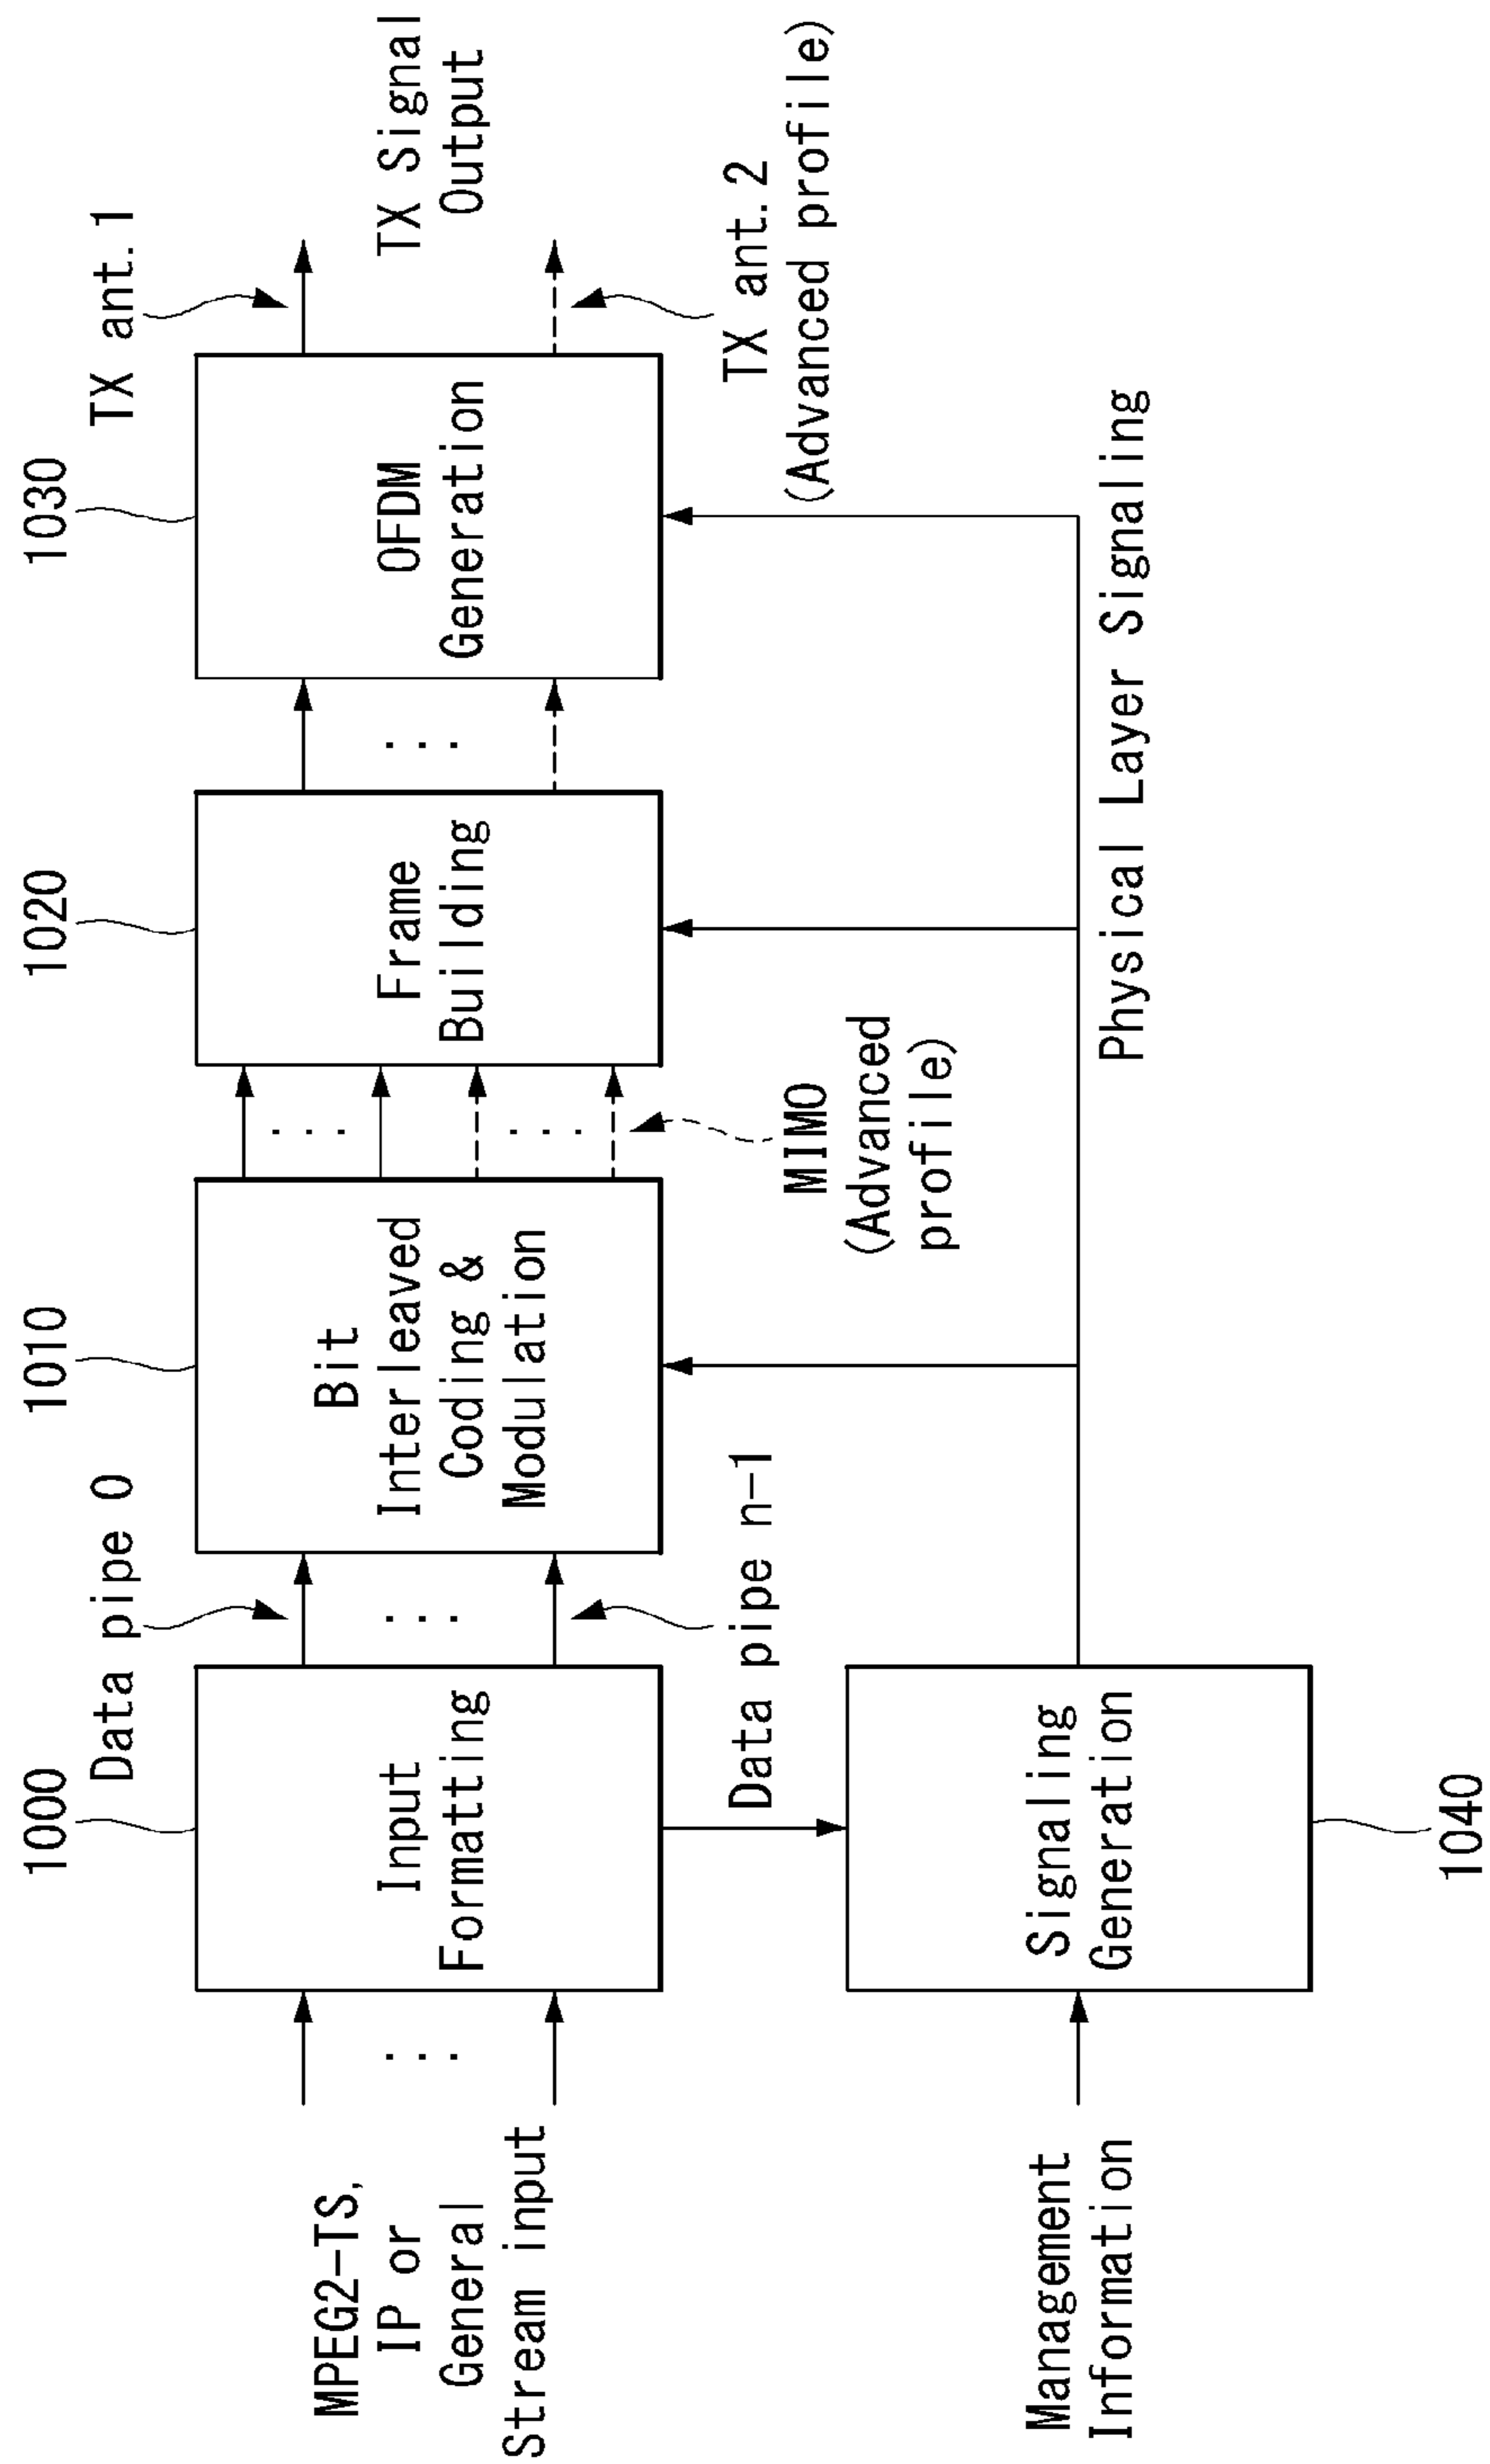 1000
1010
1020
1030
Data pipe 0
TX ant.1
MPEG2-TS,
IP or
General
Stream input
...
Input
Formatting
...
Bit
Interleaved
Coding &
Modulation
...
...
Frame
Building
...
OFDM
Generation
TX Signal
Output
Data pipe n-1
MIMO
(Advanced
profile)
TX ant.2
(Advanced profile)
Management
Information
Signaling
Generation
Physical Layer Signaling
1040